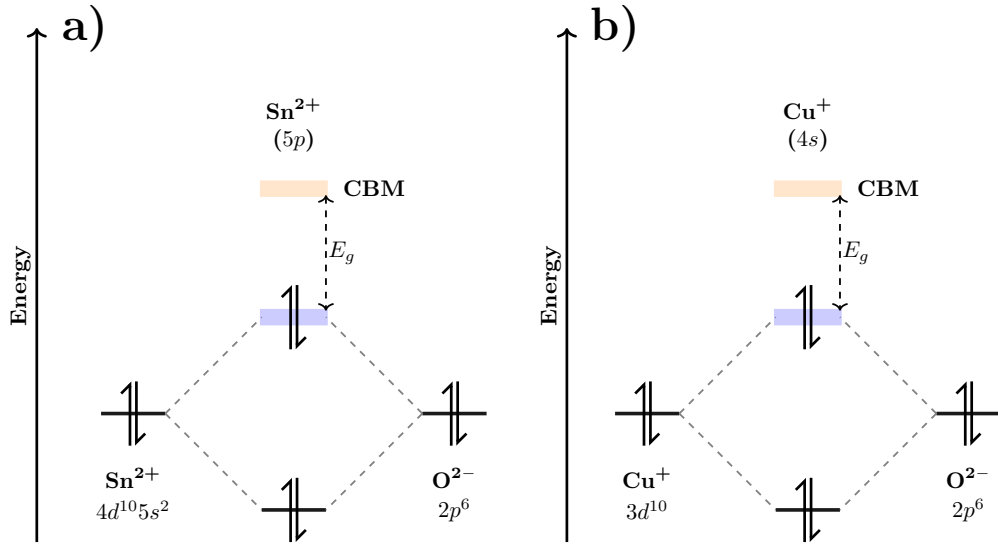 a)
Energy
Sn²⁺
(5p)
CBM
E_g
Sn²⁺
4d¹⁰5s²
O²⁻
2p⁶
b)
Energy
Cu⁺
(4s)
CBM
E_g
Cu⁺
3d¹⁰
O²⁻
2p⁶